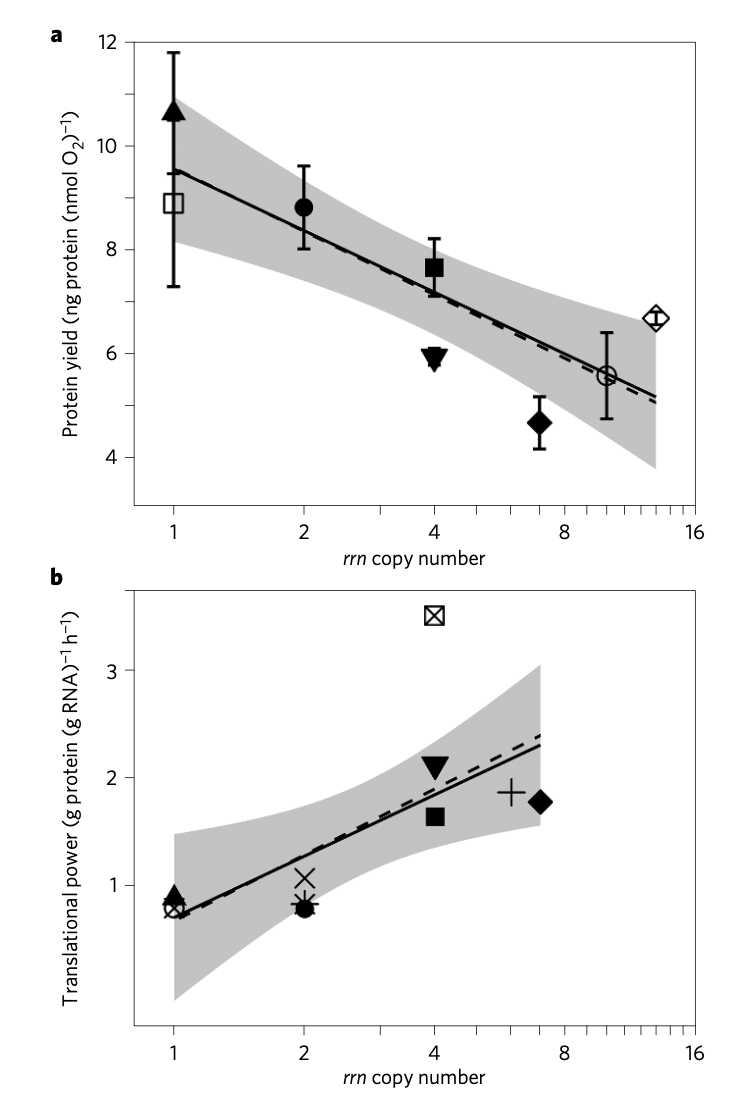 a
12
10
8
6
4
Protein yield (ng protein (nmol O₂)⁻¹)
1 2 4 8 16
rrn copy number
b
3
2
1
Translational power (g protein (g RNA)⁻¹ h⁻¹)
1 2 4 8 16
rrn copy number